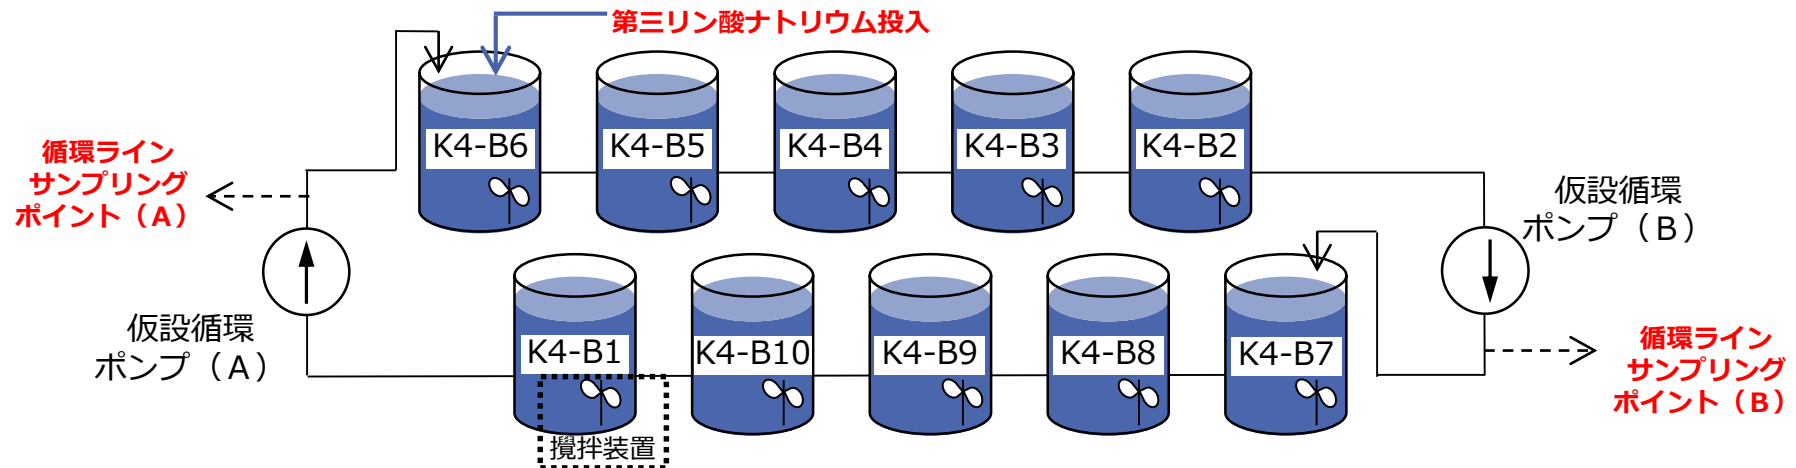 第三リン酸ナトリウム投入
K4-B6
K4-B5
K4-B4
K4-B3
K4-B2
循環ライン
サンプリング
ポイント（A）
仮設循環
ポンプ（B）
仮設循環
ポンプ（A）
K4-B1
K4-B10
K4-B9
K4-B8
K4-B7
循環ライン
サンプリング
ポイント（B）
攪拌装置